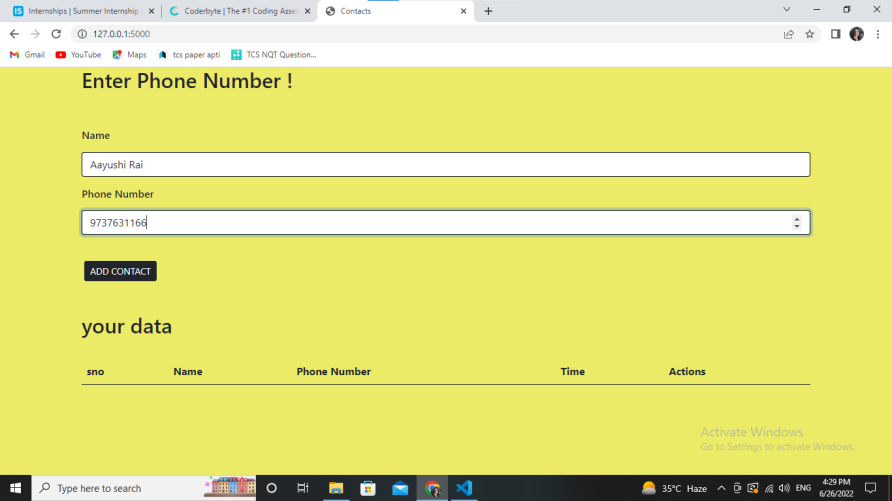 Internships | Summer Internship
Coderbyte | The #1 Coding Asse
Contacts
127.0.0.1:5000
Gmail
YouTube
Maps
tcs paper apti
TCS NQT Question...
Enter Phone Number !
Name
Aayushi Rai
Phone Number
9737631166
ADD CONTACT
your data
sno Name Phone Number Time Actions
Activate Windows
Go to Settings to activate Windows.
Type here to search
35°C Haze
ENG
4:29 PM
6/26/2022